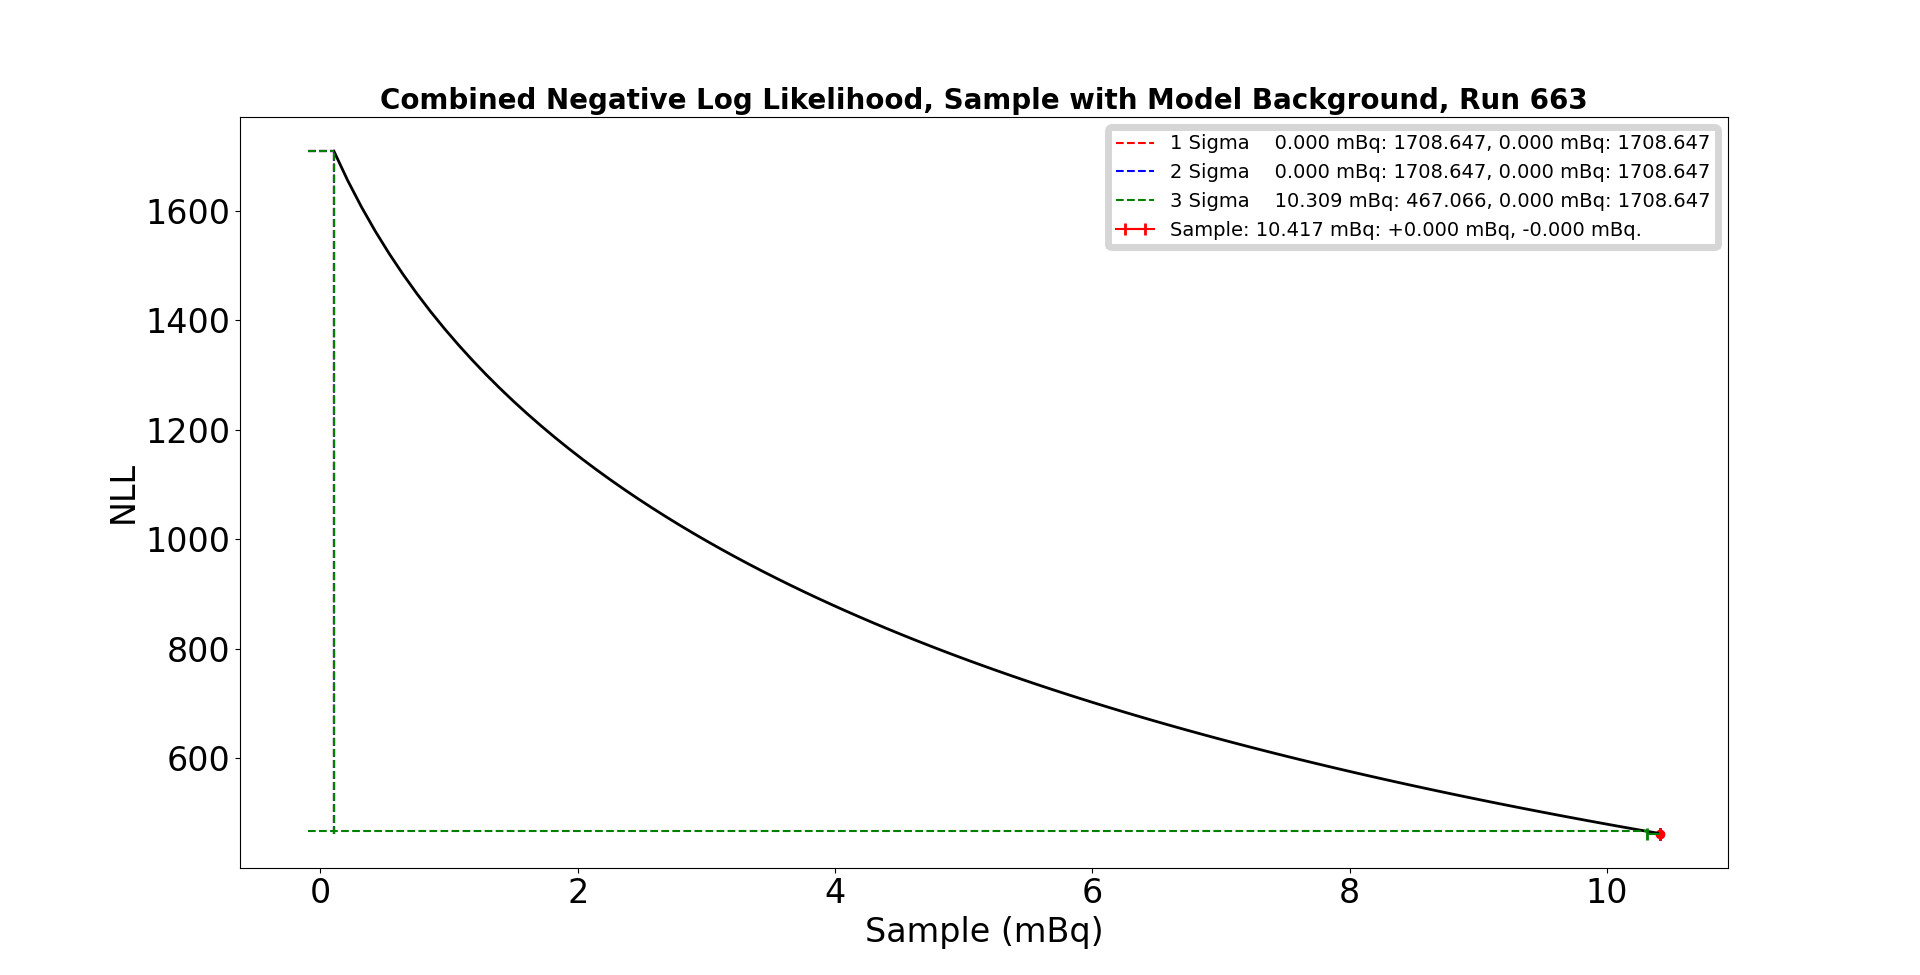 Combined Negative Log Likelihood, Sample with Model Background, Run 663
1 Sigma 0.000 mBq: 1708.647, 0.000 mBq: 1708.647
2 Sigma 0.000 mBq: 1708.647, 0.000 mBq: 1708.647
3 Sigma 10.309 mBq: 467.066, 0.000 mBq: 1708.647
Sample: 10.417 mBq: +0.000 mBq, -0.000 mBq.
NLL
1600
1400
1200
1000
800
600
0 2 4 6 8 10
Sample (mBq)